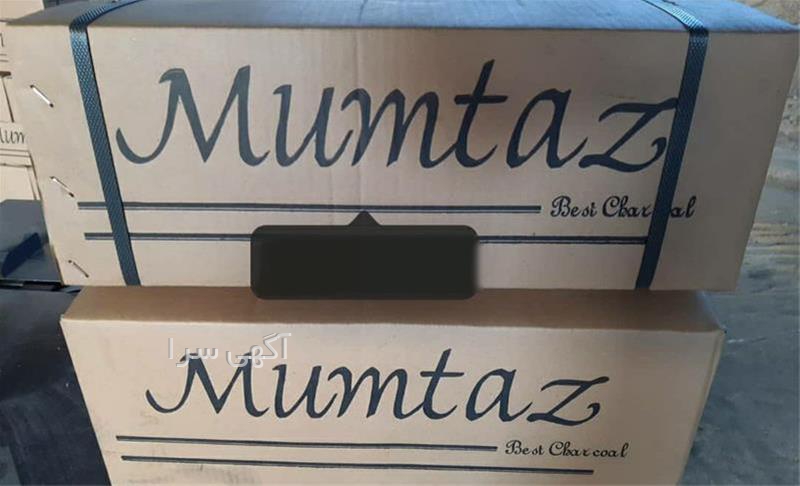 Mumtaz
Best Charcoal
آگهی سرا
Mumtaz
Best Charcoal